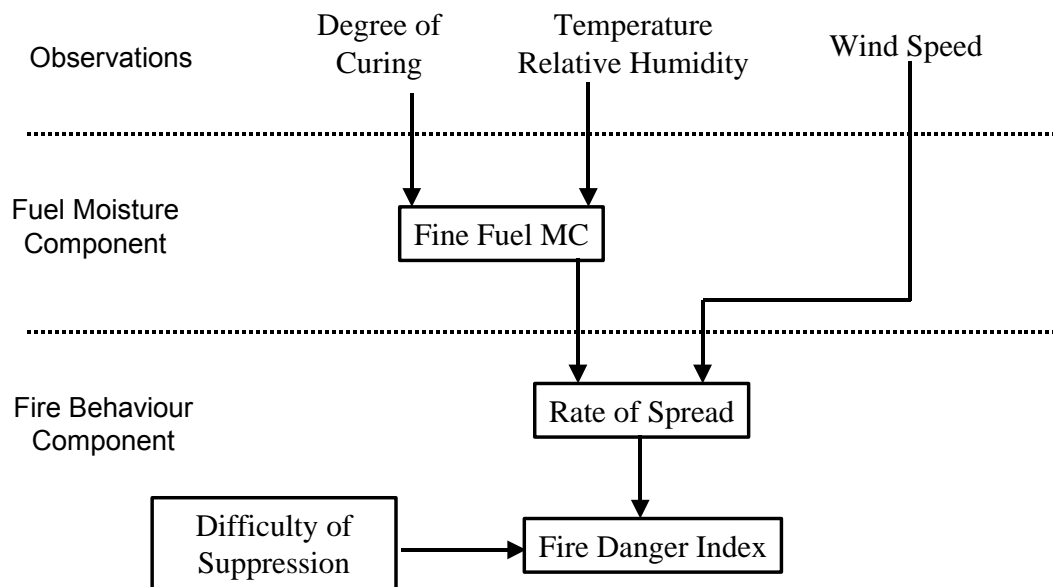 Observations
Degree of
Curing
Temperature
Relative Humidity
Wind Speed
Fuel Moisture
Component
Fine Fuel MC
Fire Behaviour
Component
Rate of Spread
Difficulty of
Suppression
Fire Danger Index